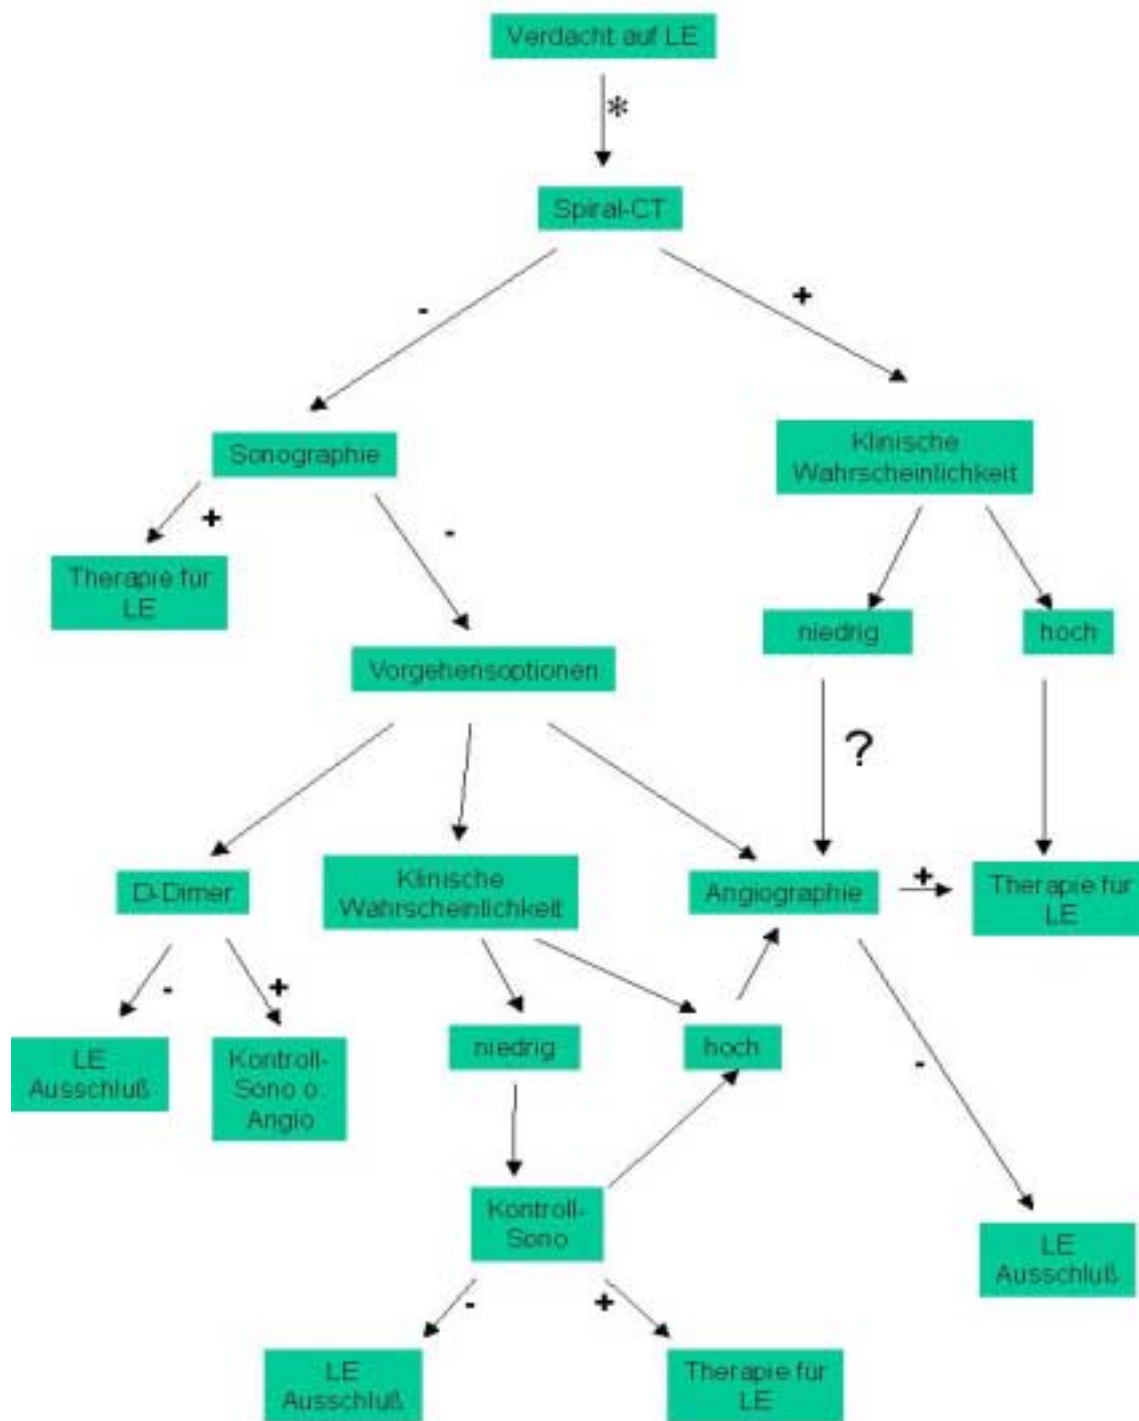 Verdacht auf LE
*
Spiral-CT
-
+
Sonographie
Klinische
Wahrscheinlichkeit
+
-
Therapie für
LE
niedrig
hoch
Vorgehensoptionen
?
D-Dimer
Klinische
Wahrscheinlichkeit
Angiographie
+
Therapie für
LE
-
+
LE
Ausschluß
Kontroll-
Sono o
Angio
niedrig
hoch
-
Kontroll-
Sono
LE
Ausschluß
-
+
LE
Ausschluß
Therapie für
LE